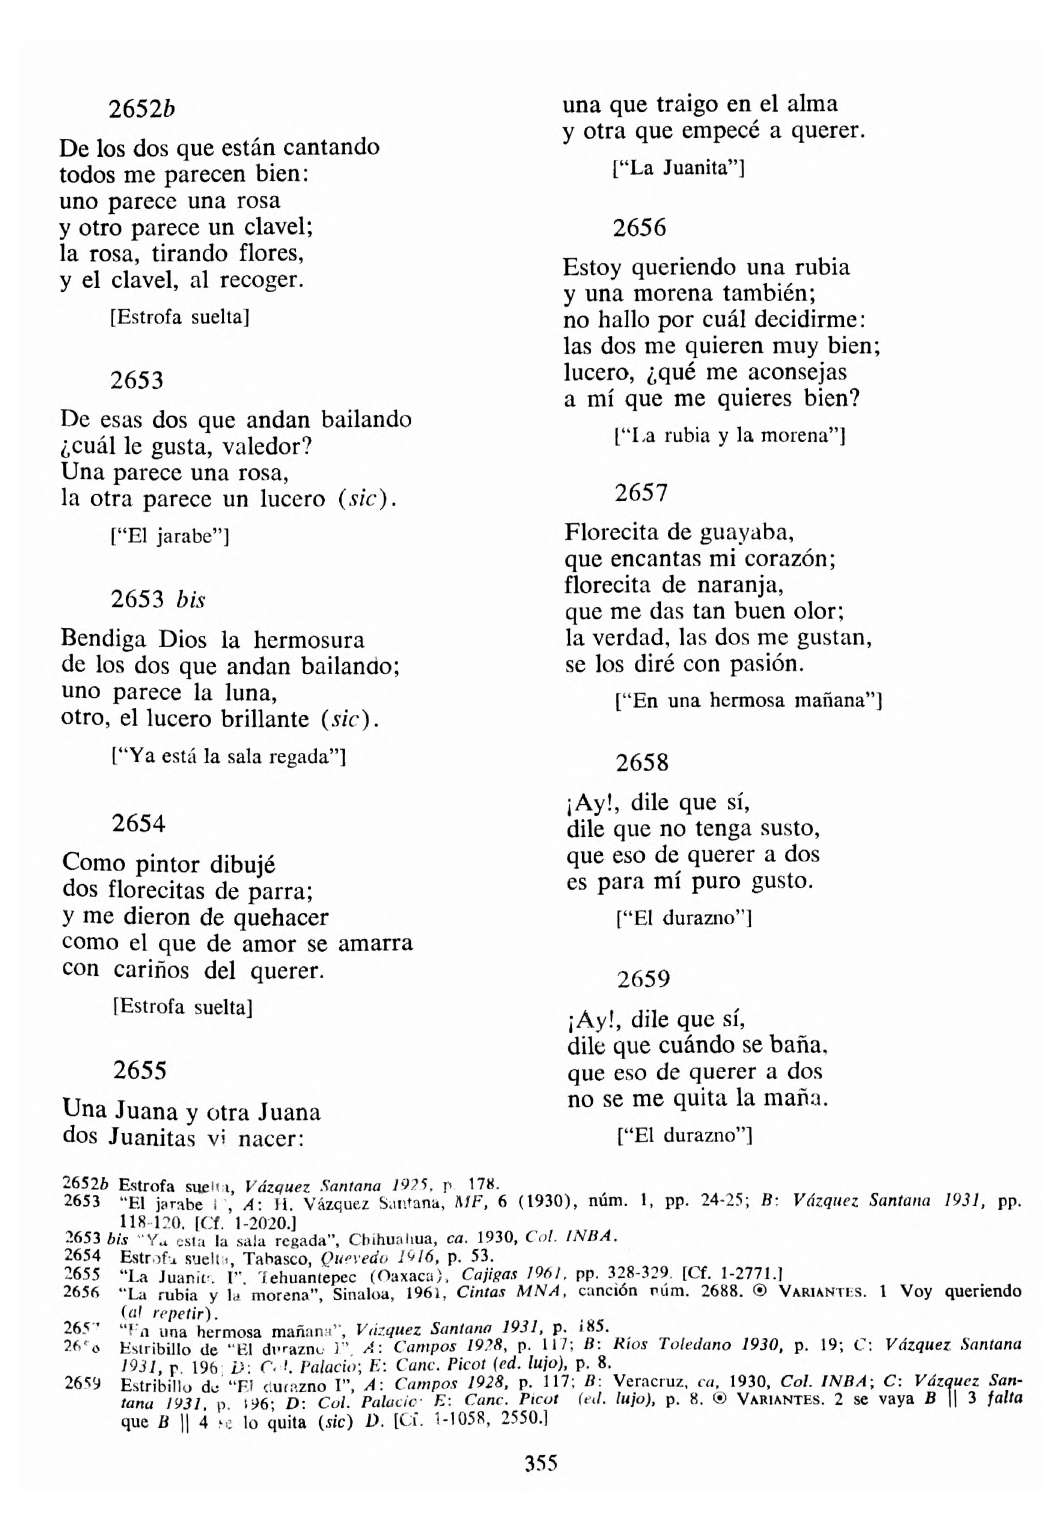 2652b
De los dos que están cantando
todos me parecen bien:
uno parece una rosa
y otro parece un clavel;
la rosa, tirando flores,
y el clavel, al recoger.
[Estrofa suelta]
2653
De esas dos que andan bailando
¿cuál le gusta, valedor?
Una parece una rosa,
la otra parece un lucero (sic).
["El jarabe"]
2653 bis
Bendiga Dios la hermosura
de los dos que andan bailando;
uno parece la luna,
otro, el lucero brillante (sic).
["Ya está la sala regada"]
2654
Como pintor dibujé
dos florecitas de parra;
y me dieron de quehacer
como el que de amor se amarra
con cariños del querer.
[Estrofa suelta]
2655
Una Juana y otra Juana
dos Juanitas vi nacer:
una que traigo en el alma
y otra que empecé a querer.
["La Juanita"]
2656
Estoy queriendo una rubia
y una morena también;
no hallo por cuál decidirme:
las dos me quieren muy bien;
lucero, ¿qué me aconsejas
a mí que me quieres bien?
["La rubia y la morena"]
2657
Florecita de guayaba,
que encantas mi corazón;
florecita de naranja,
que me das tan buen olor;
la verdad, las dos me gustan,
se los diré con pasión.
["En una hermosa mañana"]
2658
¡Ay!, dile que sí,
dile que no tenga susto,
que eso de querer a dos
es para mí puro gusto.
["El durazno"]
2659
¡Ay!, dile que sí,
dile que cuándo se baña,
que eso de querer a dos
no se me quita la maña.
["El durazno"]
2652b Estrofa suelta, Vázquez Santana 1925, p. 178.
2653 "El jarabe I", A: H. Vázquez Santana, MF, 6 (1930), núm. 1, pp. 24-25; B: Vázquez Santana 1931, pp.
118-120. [Cf. 1-2020.]
2653 bis "Ya está la sala regada", Chihuahua, ca. 1930, Col. INBA.
2654 Estrofa suelta, Tabasco, Quevedo 1916, p. 53.
2655 "La Juanita I", Tehuantepec (Oaxaca), Cajigas 1961, pp. 328-329. [Cf. 1-2771.]
2656 "La rubia y la morena", Sinaloa, 1961, Cintas MNA, canción núm. 2688. ⊙ VARIANTES. 1 Voy queriendo
(al repetir).
2657 "En una hermosa mañana", Vázquez Santana 1931, p. 185.
2658 Estribillo de "El durazno I", A: Campos 1928, p. 117; B: Ríos Toledano 1930, p. 19; C: Vázquez Santana
1931, p. 196; D: Col. Palacio; E: Canc. Picot (ed. lujo), p. 8.
2659 Estribillo de "El durazno I", A: Campos 1928, p. 117; B: Veracruz, ca, 1930, Col. INBA; C: Vázquez San-
tana 1931, p. 196; D: Col. Palacio; E: Canc. Picot (ed. lujo), p. 8. ⊙ VARIANTES. 2 se vaya B || 3 falta
que B || 4 se lo quita (sic) D. [Cf. 1-1058, 2550.]
355